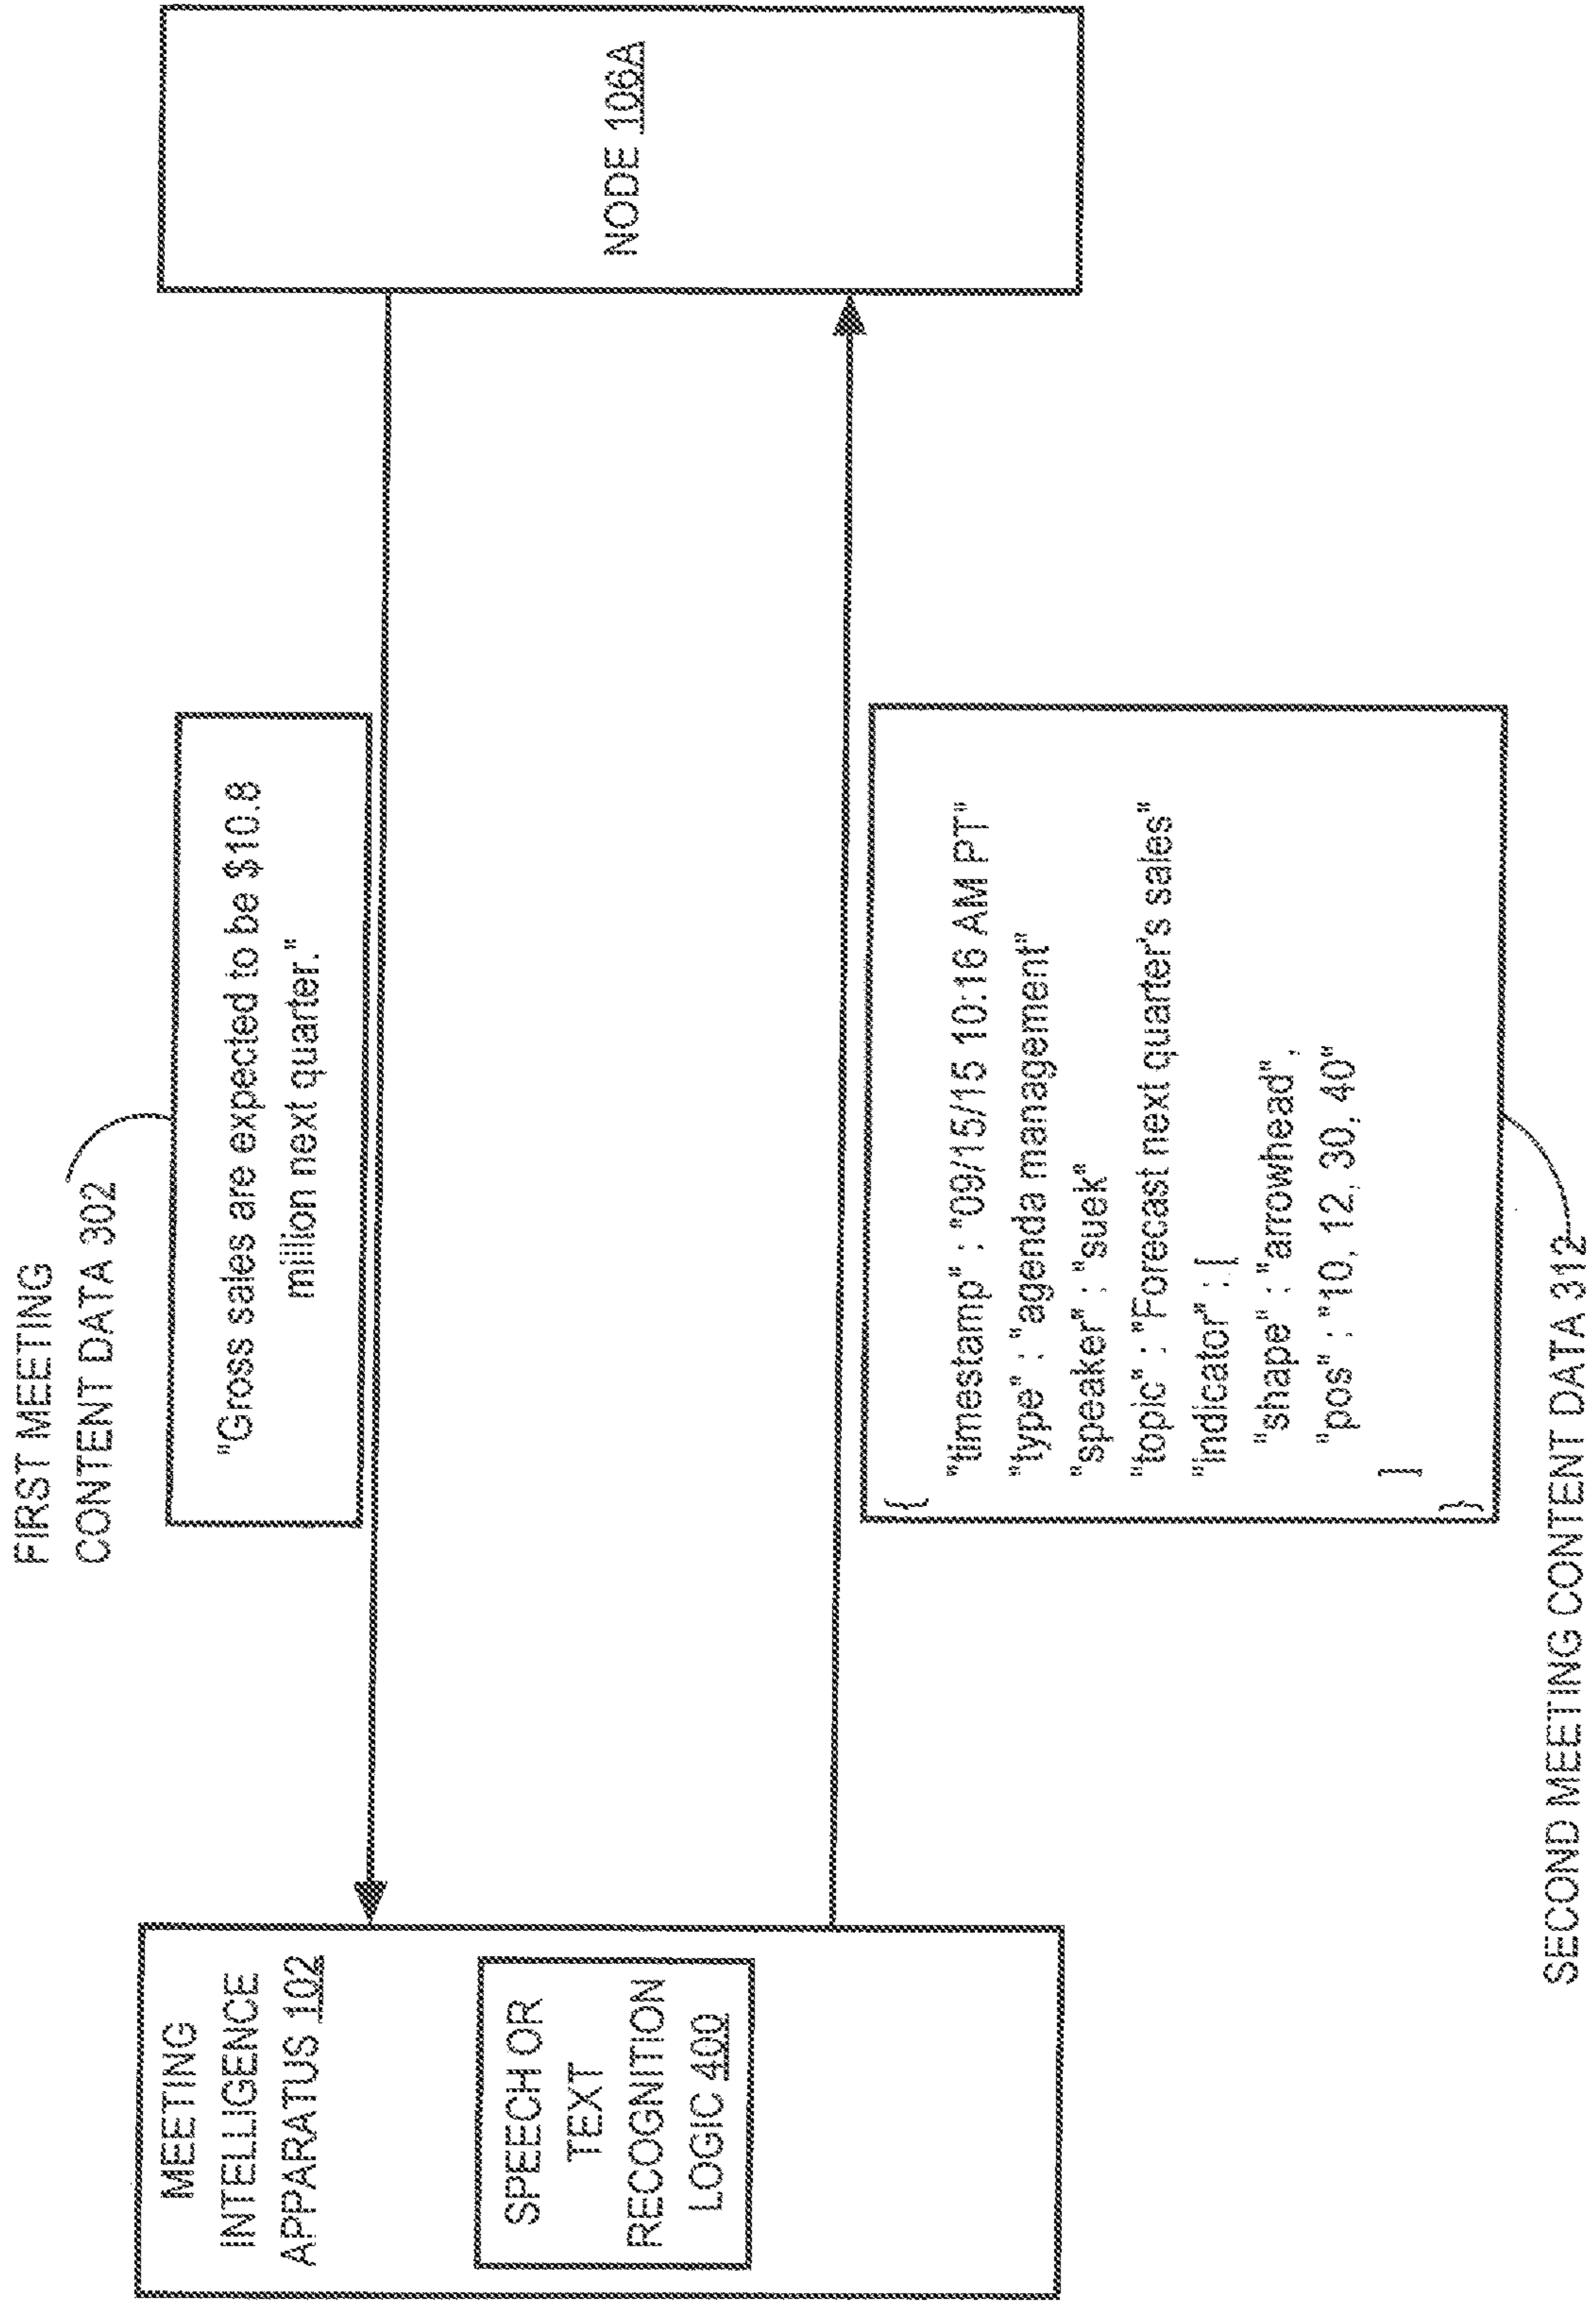 FIRST MEETING
CONTENT DATA 302
"Gross sales are expected to be $10.8
million next quarter."
MEETING
INTELLIGENCE
APPARATUS 102
SPEECH OR
TEXT
RECOGNITION
LOGIC 400
NODE 106A
{
"timestamp" : "09/15/15 10:16 AM PT"
"type" : "agenda management"
"speaker" : "suek"
"topic" : "Forecast next quarter's sales"
"indicator" : [
"shape" : "arrowhead",
"pos" : "10, 12, 30, 40"
]
}
SECOND MEETING CONTENT DATA 312